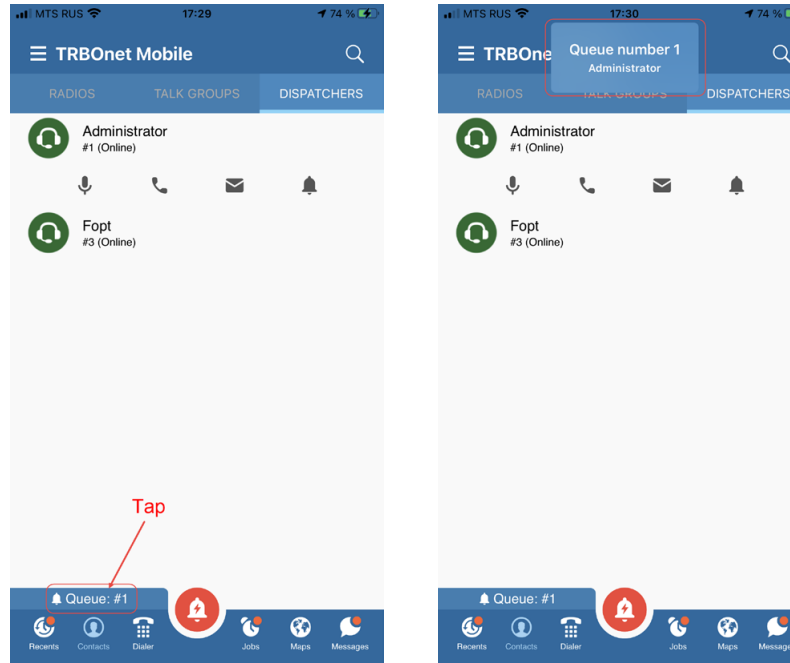 MTS RUS 17:29 74 %
TRBOnet Mobile
RADIOS TALK GROUPS DISPATCHERS
Administrator
#1 (Online)
Fopt
#3 (Online)
Tap
Queue: #1
Recents Contacts Dialer Jobs Maps Messages
MTS RUS 17:30 74 %
TRBOne
Queue number 1
Administrator
RADIOS TALK GROUPS DISPATCHERS
Administrator
#1 (Online)
Fopt
#3 (Online)
Queue: #1
Recents Contacts Dialer Jobs Maps Message